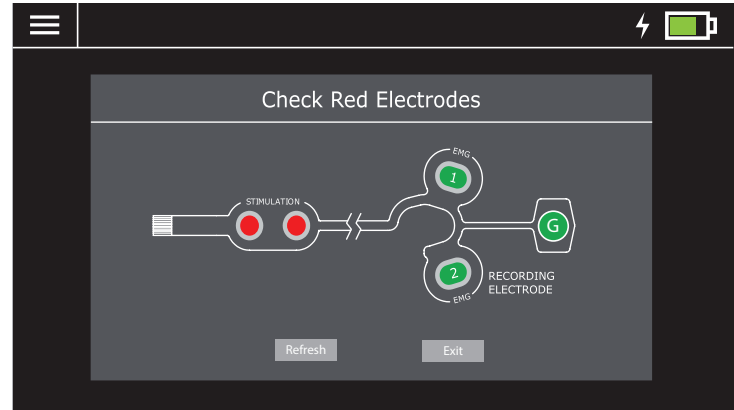 Check Red Electrodes
EMG
1
STIMULATION
G
2
RECORDING
ELECTRODE
EMG
Refresh
Exit